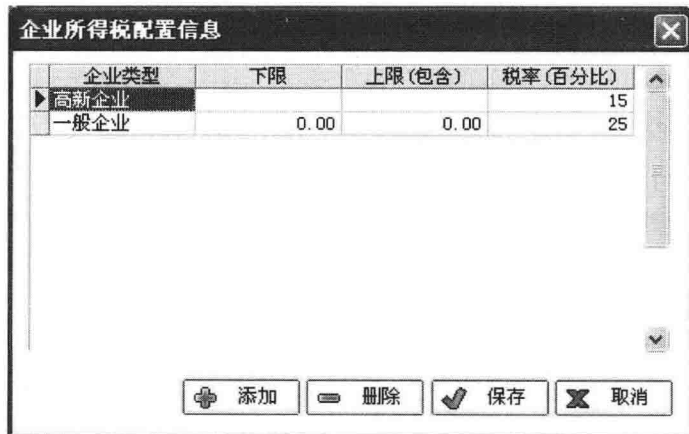 企业所得税配置信息
企业类型 下限 上限(包含) 税率(百分比)
高新企业 15
一般企业 0.00 0.00 25
添加 删除 保存 取消